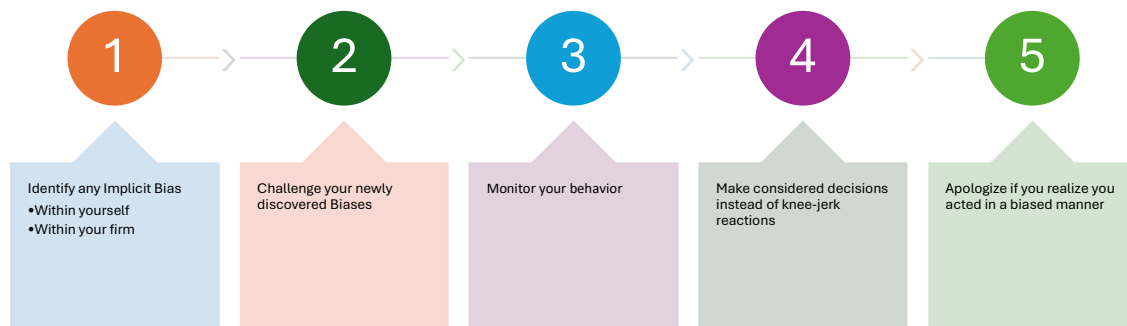 1
2
3
4
5
Identify any Implicit Bias
•Within yourself
•Within your firm
Challenge your newly
discovered Biases
Monitor your behavior
Make considered decisions
instead of knee-jerk
reactions
Apologize if you realize you
acted in a biased manner